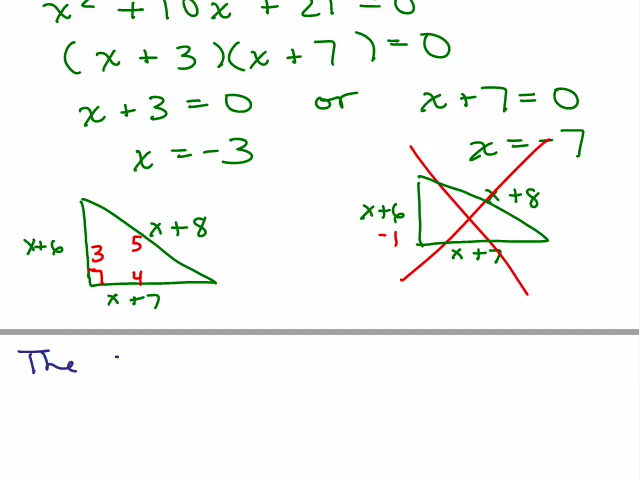 x² + 10x + 21 = 0
(x + 3)(x + 7) = 0
x + 3 = 0 or x + 7 = 0
x = -3 x = -7
x+6 3 5 x+8
4
x+7
x+6 x+8
-1
x+7
The